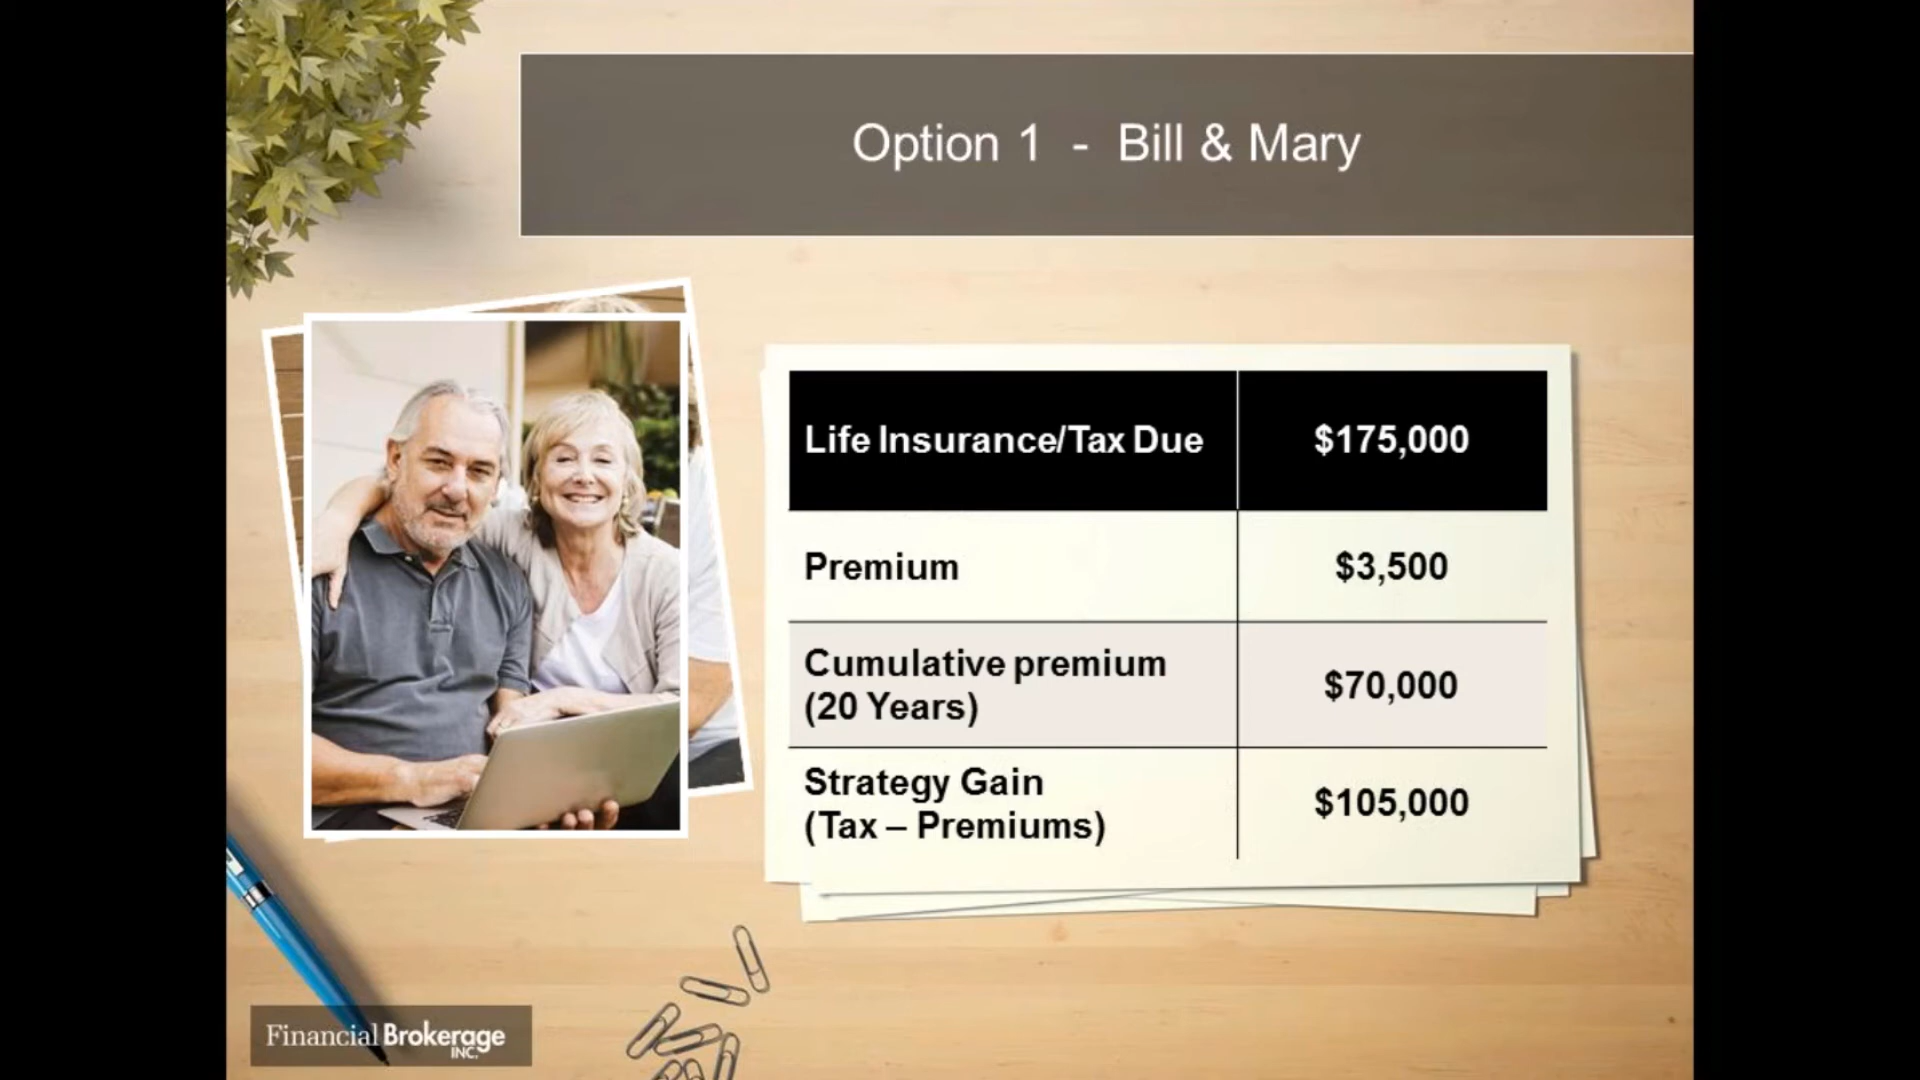 Option 1 - Bill & Mary
Life Insurance/Tax Due $175,000
Premium $3,500
Cumulative premium
(20 Years) $70,000
Strategy Gain
(Tax – Premiums) $105,000
Financial Brokerage
INC.